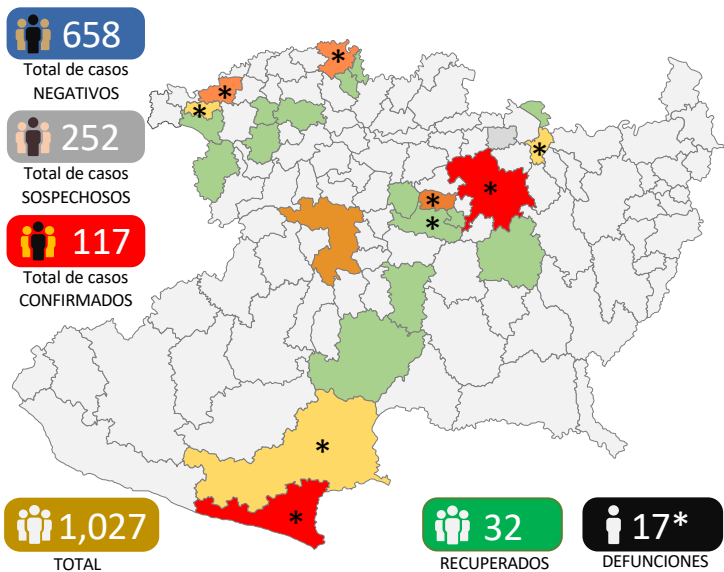 658
Total de casos
NEGATIVOS
252
Total de casos
SOSPECHOSOS
117
Total de casos
CONFIRMADOS
*
*
*
*
*
*
*
*
*
1,027
TOTAL
32
RECUPERADOS
17*
DEFUNCIONES